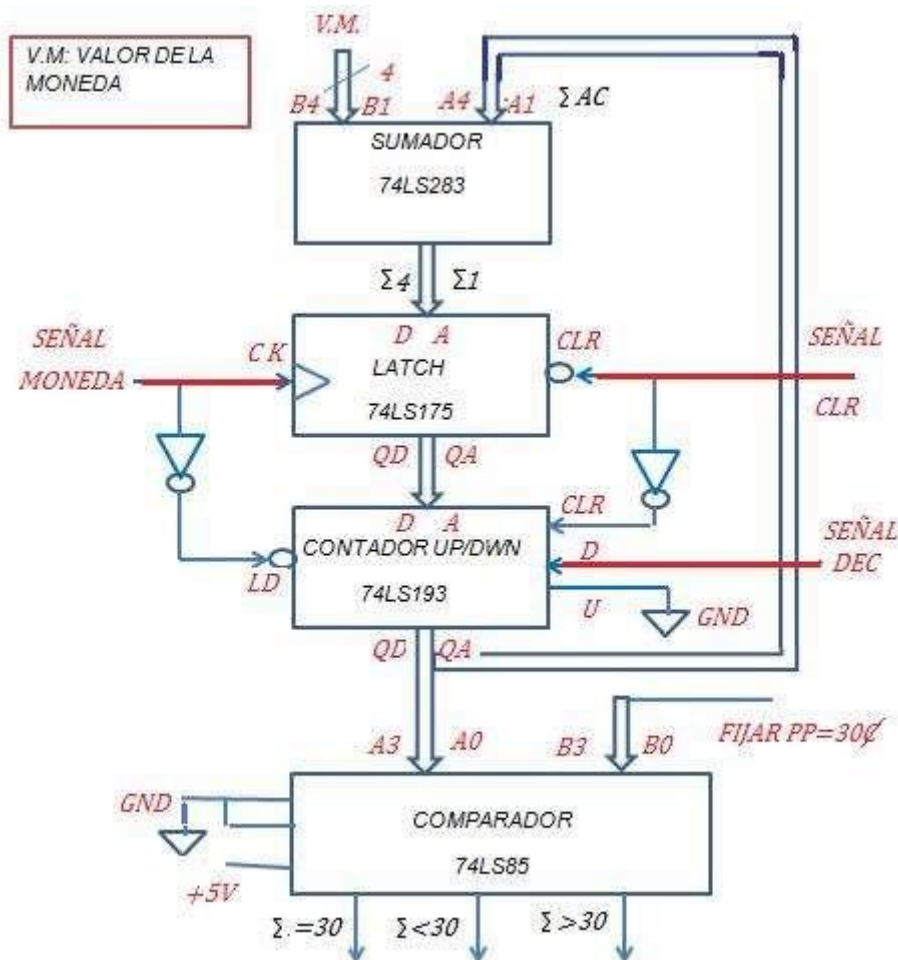 V.M.
V.M: VALOR DE LA
MONEDA
4
B4 B1 A4 A1 ΣAC
SUMADOR
74LS283
Σ4 Σ1
SEÑAL
MONEDA
CK
D A
LATCH
74LS175
CLR
SEÑAL
CLR
QD QA
D A
CONTADOR UP/DWN
74LS193
LD
CLR
D
U
SEÑAL
DEC
GND
QD QA
A3 A0 B3 B0
FIJAR PP=30₵
GND
+5V
COMPARADOR
74LS85
Σ.=30 Σ<30 Σ>30